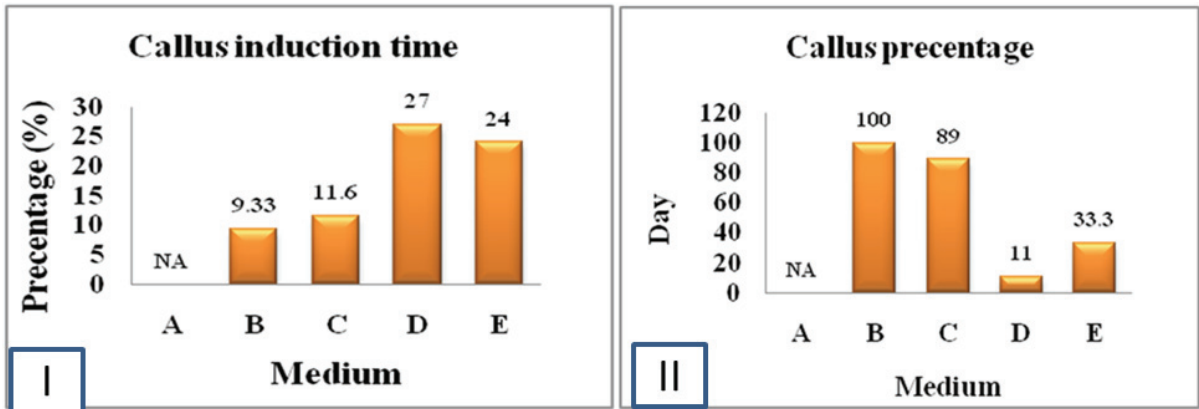 Callus induction time
Precentage (%)
30
25
20
15
10
5
0
NA
9.33
11.6
27
24
A B C D E
Medium
I
Callus precentage
Day
120
100
80
60
40
20
0
NA
100
89
11
33.3
A B C D E
Medium
II